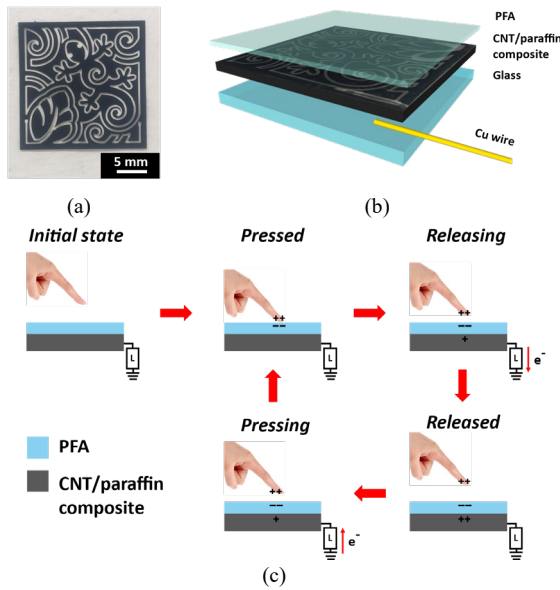 PFA
CNT/paraffin
composite
Glass
Cu wire
5 mm
(a)
(b)
Initial state
Pressed
Releasing
++
−−
L
++
−−
L
++
−−
+
L
e⁻
Pressing
Released
++
−−
+
L
e⁻
++
−−
++
L
PFA
CNT/paraffin
composite
(c)